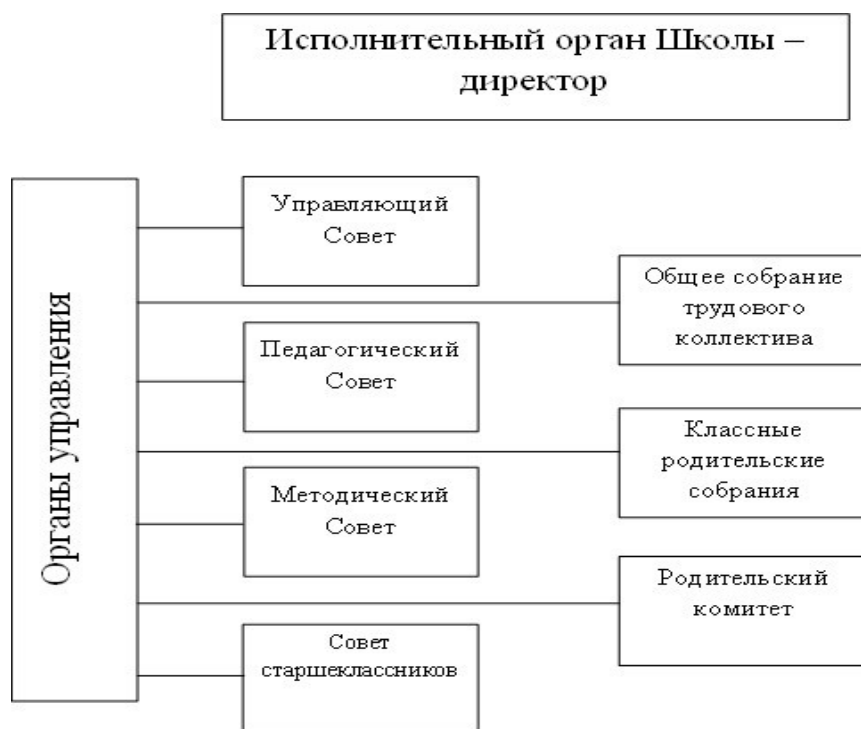 Исполнительный орган Школы –
директор
Органы управления
Управляющий
Совет
Общее собрание
трудового
коллектива
Педагогический
Совет
Классные
родительские
собрания
Методический
Совет
Родительский
комитет
Совет
старшеклассников